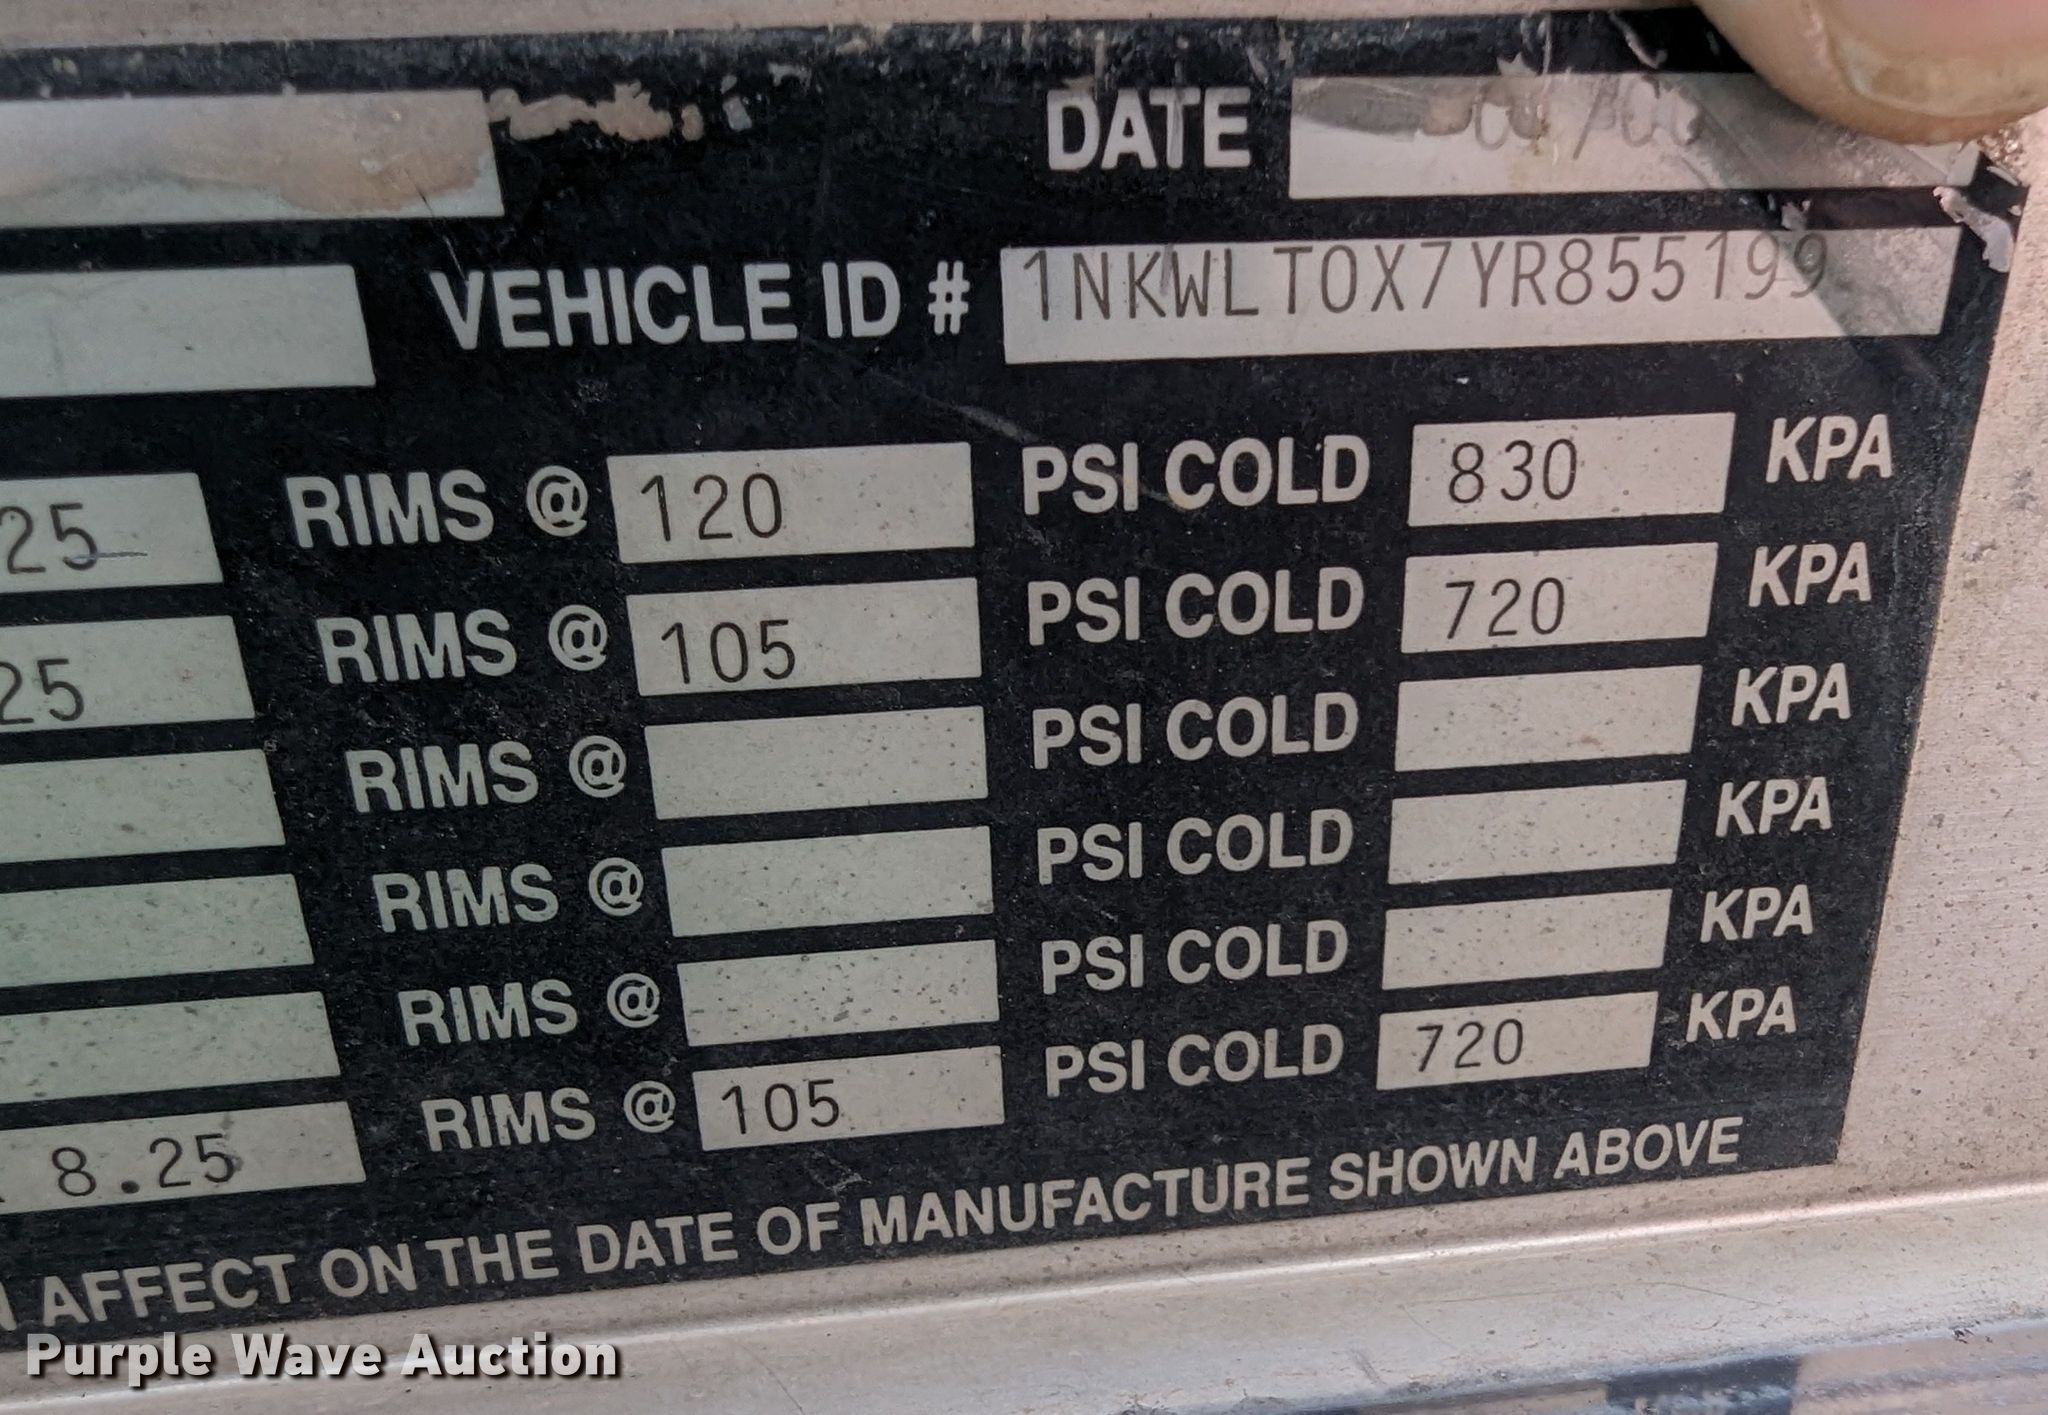 DATE
VEHICLE ID # 1NKWLT0X7YR855199
25 RIMS @ 120 PSI COLD 830 KPA
25 RIMS @ 105 PSI COLD 720 KPA
RIMS @ PSI COLD KPA
RIMS @ PSI COLD KPA
RIMS @ PSI COLD KPA
8.25 RIMS @ 105 PSI COLD 720 KPA
AFFECT ON THE DATE OF MANUFACTURE SHOWN ABOVE
Purple Wave Auction